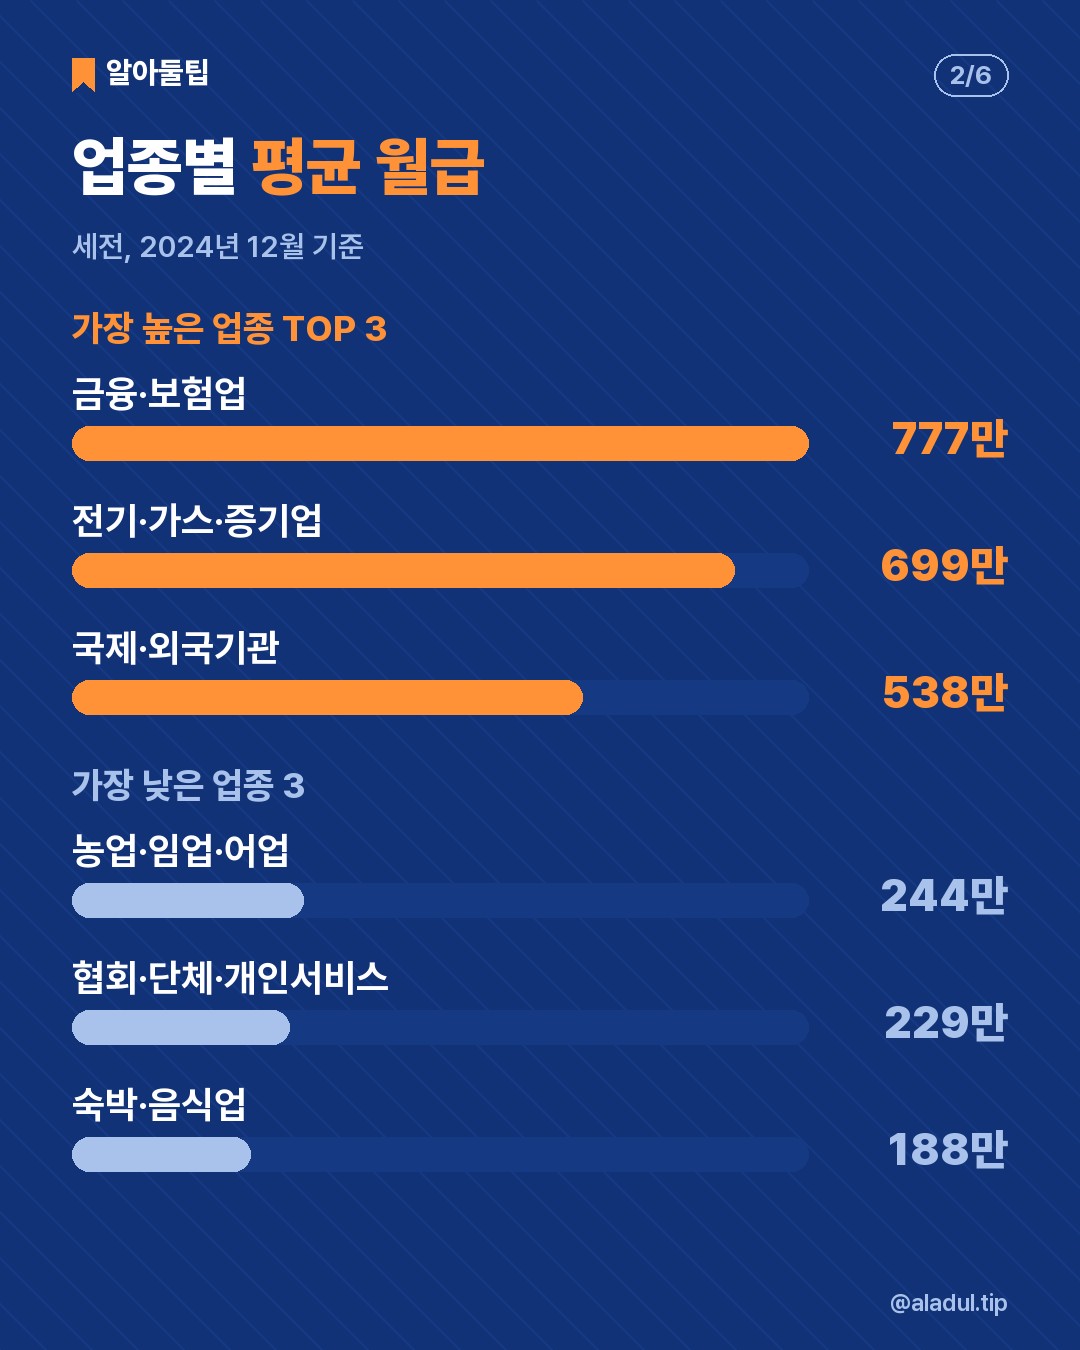 알아둘팁
2/6
업종별 평균 월급
세전, 2024년 12월 기준
가장 높은 업종 TOP 3
금융·보험업
777만
전기·가스·증기업
699만
국제·외국기관
538만
가장 낮은 업종 3
농업·임업·어업
244만
협회·단체·개인서비스
229만
숙박·음식업
188만
@aladul.tip